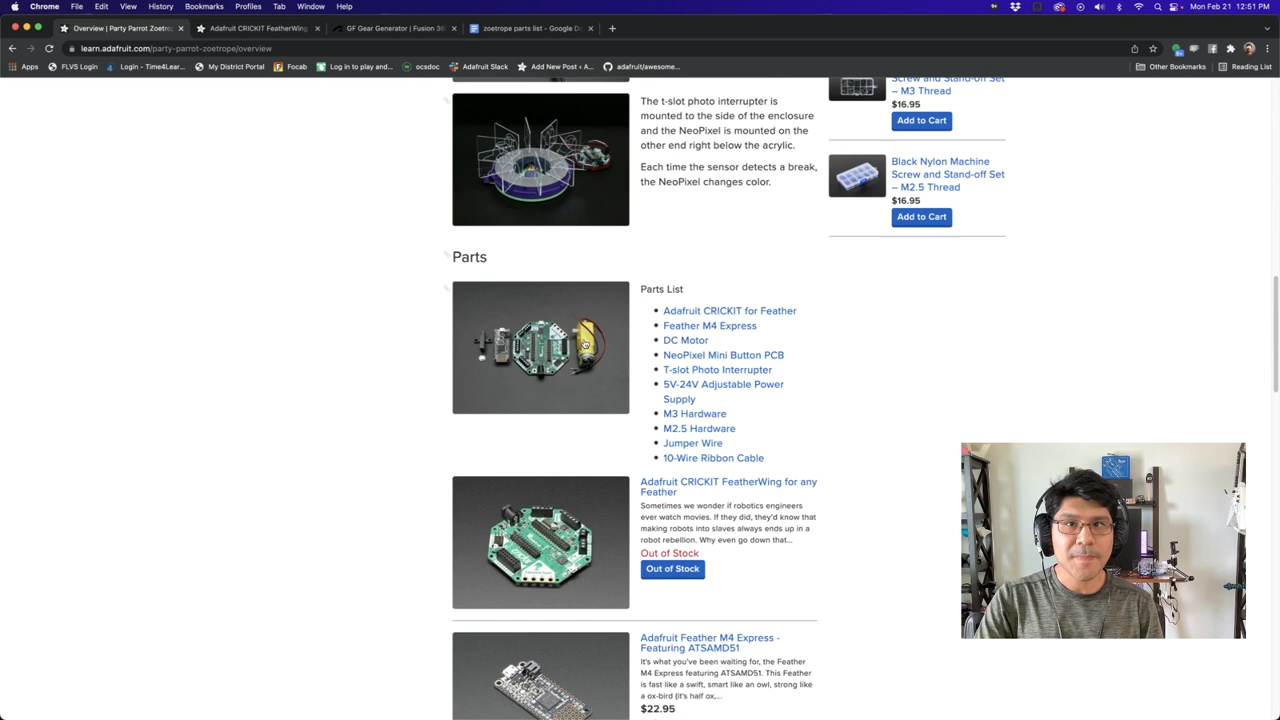 Chrome File Edit View History Bookmarks Profiles Tab Window Help
Mon Feb 21 12:51 PM
Overview | Party Parrot Zoetrop
Adafruit CRICKIT FeatherWing
GF Gear Generator | Fusion 36
zoetrope parts list - Google Do
learn.adafruit.com/party-parrot-zoetrope/overview
Apps
FLVS Login
Login - Time4Lear...
My District Portal
Focab
Log in to play and...
ocsdoc
Adafruit Slack
Add New Post ‹ A...
adafruit/awesome...
Other Bookmarks
Reading List
The t-slot photo interrupter is
mounted to the side of the enclosure
and the NeoPixel is mounted on the
other end right below the acrylic.
Each time the sensor detects a break,
the NeoPixel changes color.
Screw and Stand-off Set
– M3 Thread
$16.95
Add to Cart
Black Nylon Machine
Screw and Stand-off Set
– M2.5 Thread
$16.95
Add to Cart
Parts
Parts List
Adafruit CRICKIT for Feather
Feather M4 Express
DC Motor
NeoPixel Mini Button PCB
T-slot Photo Interrupter
5V-24V Adjustable Power
Supply
M3 Hardware
M2.5 Hardware
Jumper Wire
10-Wire Ribbon Cable
Adafruit CRICKIT FeatherWing for any
Feather
Sometimes we wonder if robotics engineers
ever watch movies. If they did, they'd know that
making robots into slaves always ends up in a
robot rebellion. Why even go down that...
Out of Stock
Out of Stock
Adafruit Feather M4 Express -
Featuring ATSAMD51
It's what you've been waiting for, the Feather
M4 Express featuring ATSAMD51. This Feather
is fast like a swift, smart like an owl, strong like
a ox-bird (it's half ox,...
$22.95